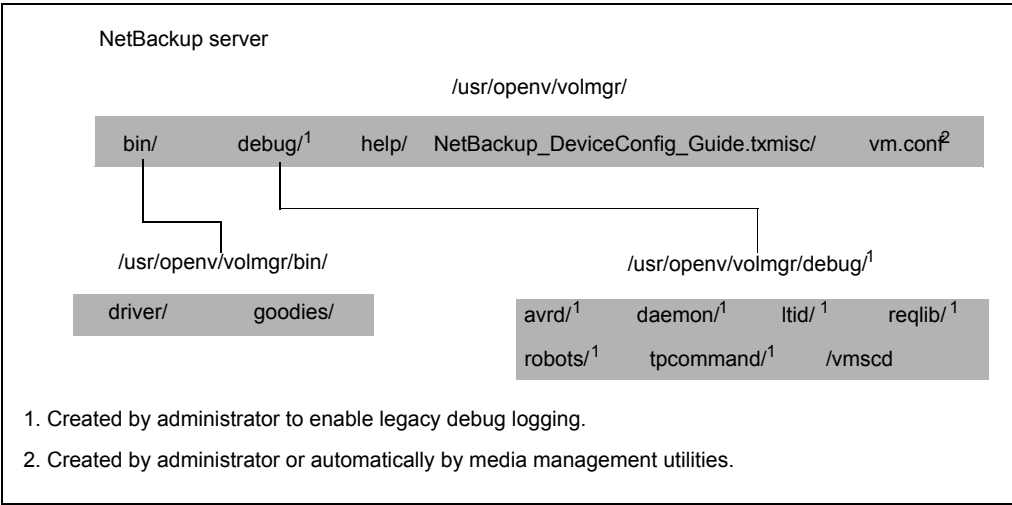 NetBackup server
/usr/openv/volmgr/
bin/ debug/1 help/ NetBackup_DeviceConfig_Guide.txmisc/ vm.conf2
/usr/openv/volmgr/bin/ /usr/openv/volmgr/debug/1
driver/ goodies/
avrd/1 daemon/1 ltid/ 1 reqlib/ 1
robots/1 tpcommand/1 /vmscd
1. Created by administrator to enable legacy debug logging.
2. Created by administrator or automatically by media management utilities.